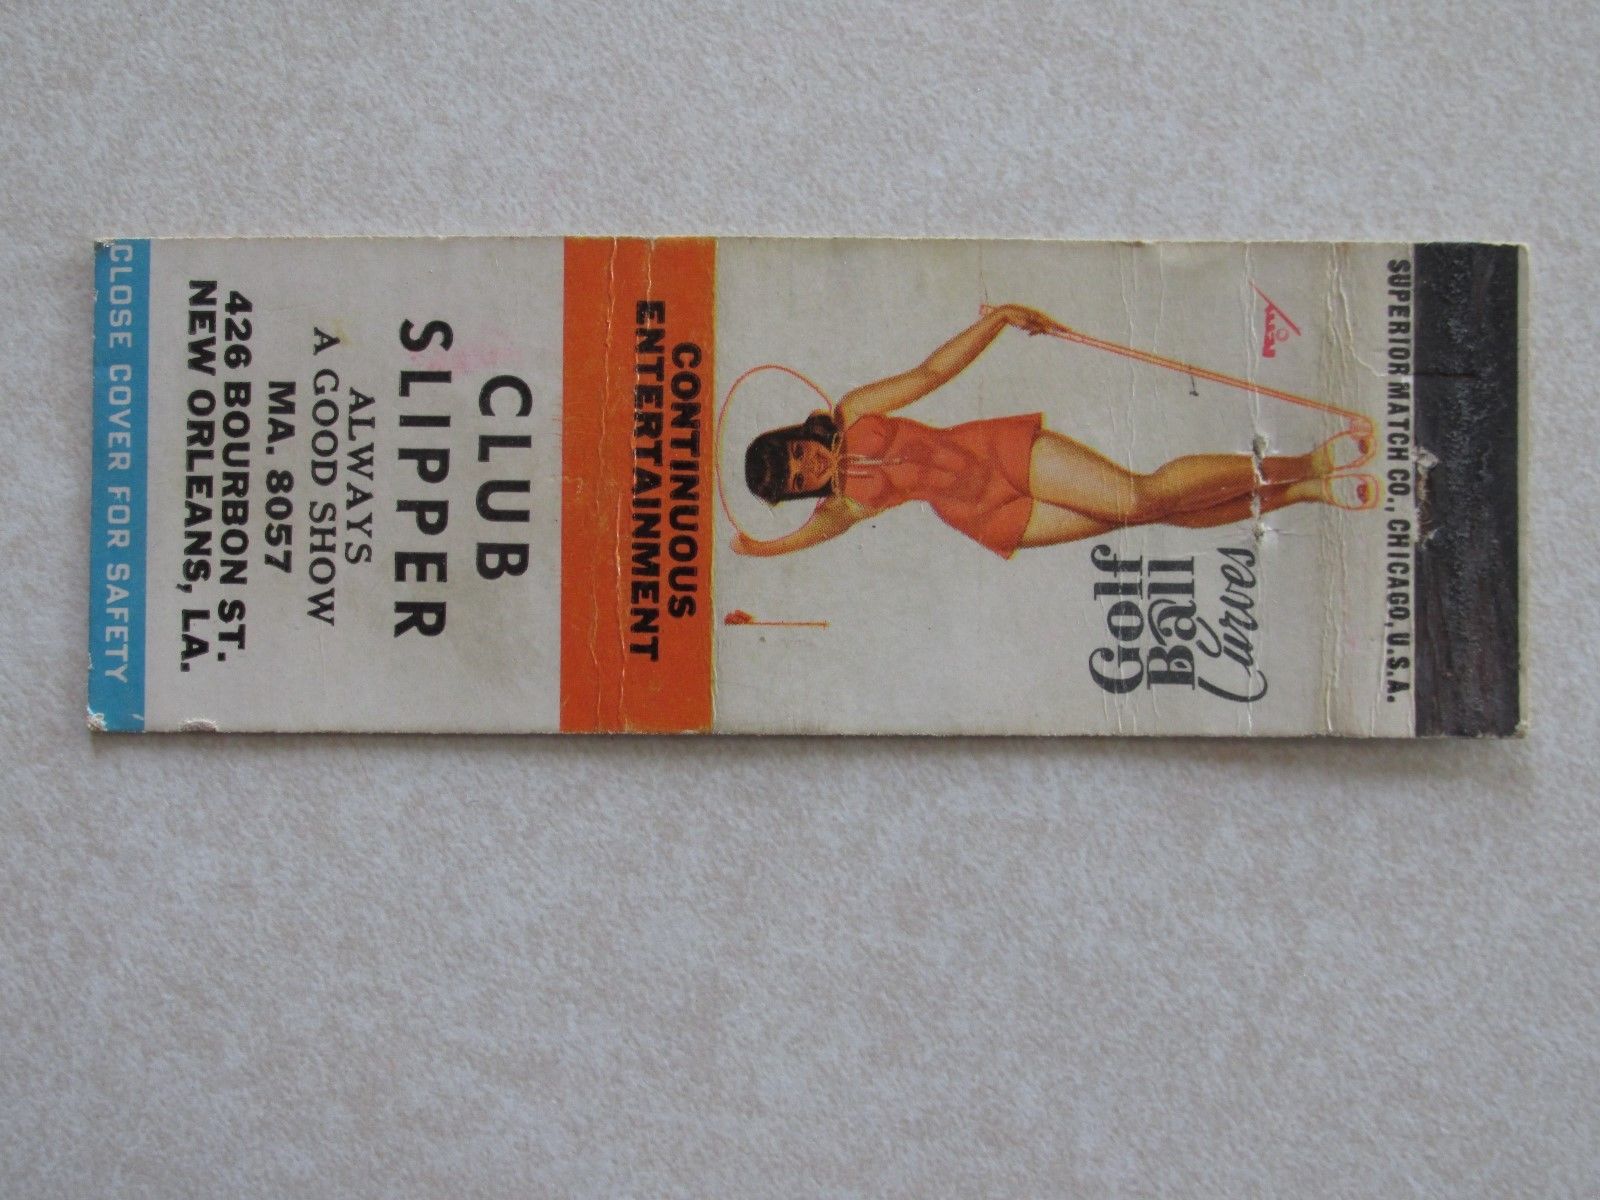 SUPERIOR MATCH CO., CHICAGO, U.S.A.
Golf
Ball
Curves
CONTINUOUS
ENTERTAINMENT
CLUB
SLIPPER
ALWAYS
A GOOD SHOW
MA. 8057
426 BOURBON ST.
NEW ORLEANS, LA.
CLOSE COVER FOR SAFETY